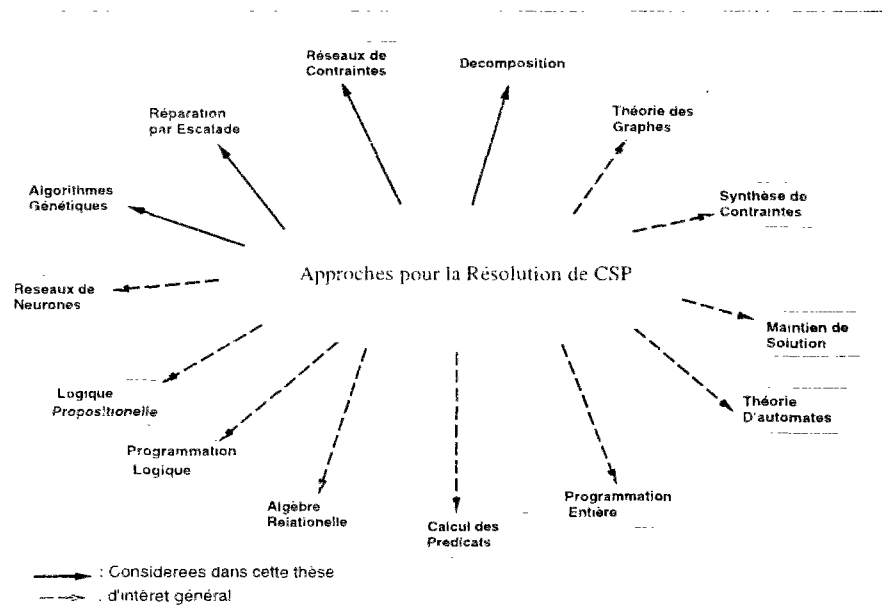 Réseaux de
Contraintes
Decomposition
Réparation
par Escalade
Théorie des
Graphes
Algorithmes
Génétiques
Synthèse de
Contraintes
Approches pour la Résolution de CSP
Reseaux de
Neurones
Maintien de
Solution
Logique
Propositionelle
Théorie
D'automates
Programmation
Logique
Algèbre
Relationelle
Calcul des
Predicats
Programmation
Entière
: Considerees dans cette thèse
: d'intèret général